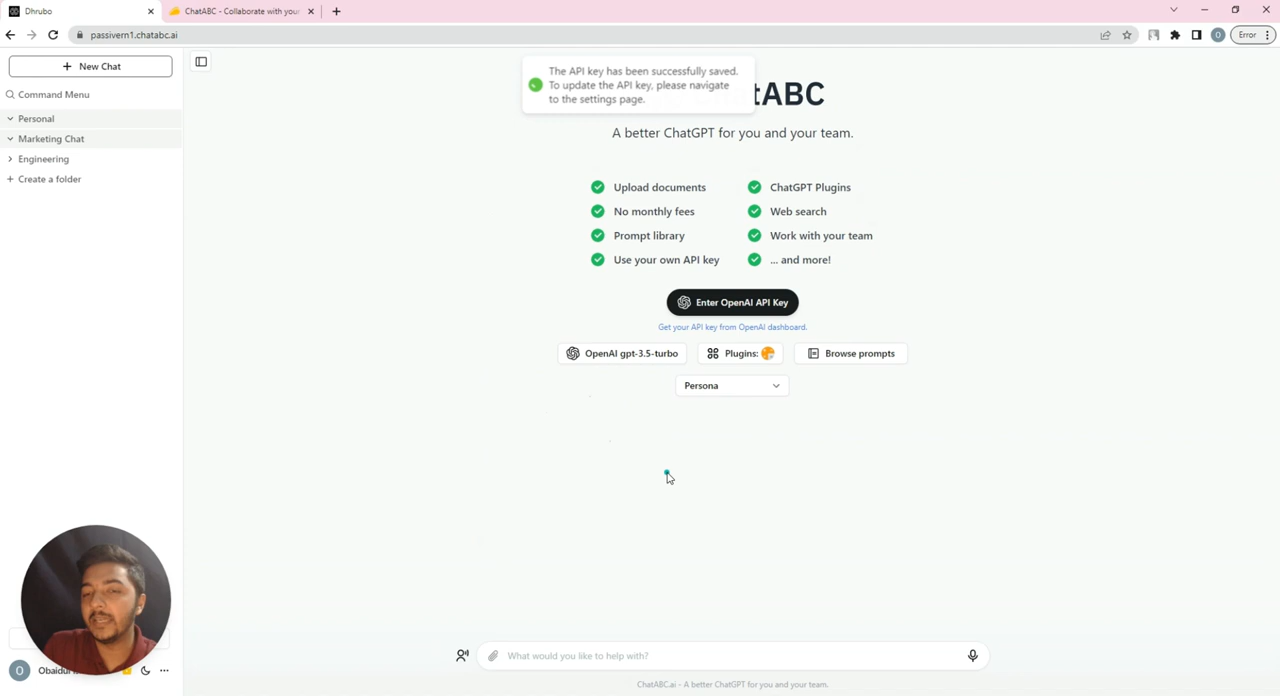 Dhrubo
ChatABC - Collaborate with your
passivern1.chatabc.ai
Error
New Chat
Command Menu
Personal
Marketing Chat
Engineering
Create a folder
The API key has been successfully saved.
To update the API key, please navigate
to the settings page.
tABC
A better ChatGPT for you and your team.
Upload documents
ChatGPT Plugins
No monthly fees
Web search
Prompt library
Work with your team
Use your own API key
... and more!
Enter OpenAI API Key
Get your API key from OpenAI dashboard.
OpenAI gpt-3.5-turbo
Plugins:
Browse prompts
Persona
What would you like to help with?
O
Obaidul
ChatABC.ai - A better ChatGPT for you and your team.